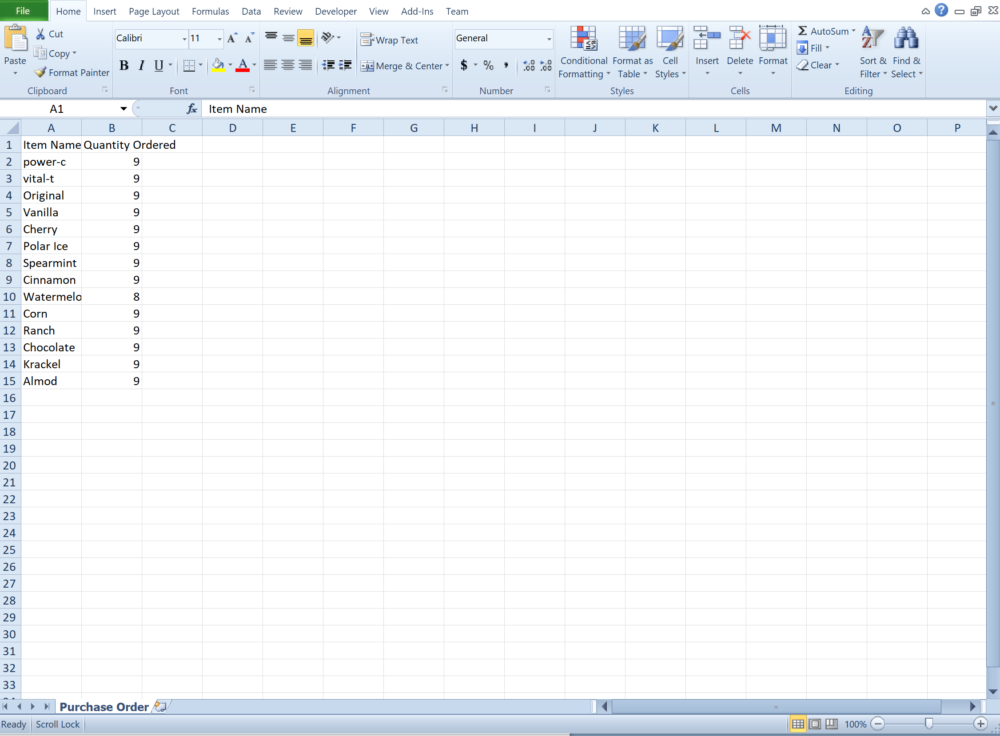 File Home Insert Page Layout Formulas Data Review Developer View Add-Ins Team
Paste
Cut
Copy
Format Painter
Clipboard
Calibri 11
B I U
Font
Wrap Text
Merge & Center
Alignment
General
$ % ,
Number
Conditional Formatting
Format as Table
Cell Styles
Styles
Insert
Delete
Format
Cells
AutoSum
Fill
Clear
Sort & Filter
Find & Select
Editing
A1 fx Item Name
A B C D E F G H I J K L M N O P
1 Item Name Quantity Ordered
2 power-c 9
3 vital-t 9
4 Original 9
5 Vanilla 9
6 Cherry 9
7 Polar Ice 9
8 Spearmint 9
9 Cinnamon 9
10 Watermelo 8
11 Corn 9
12 Ranch 9
13 Chocolate 9
14 Krackel 9
15 Almod 9
16
17
18
19
20
21
22
23
24
25
26
27
28
29
30
31
32
33
Purchase Order
Ready Scroll Lock 100%